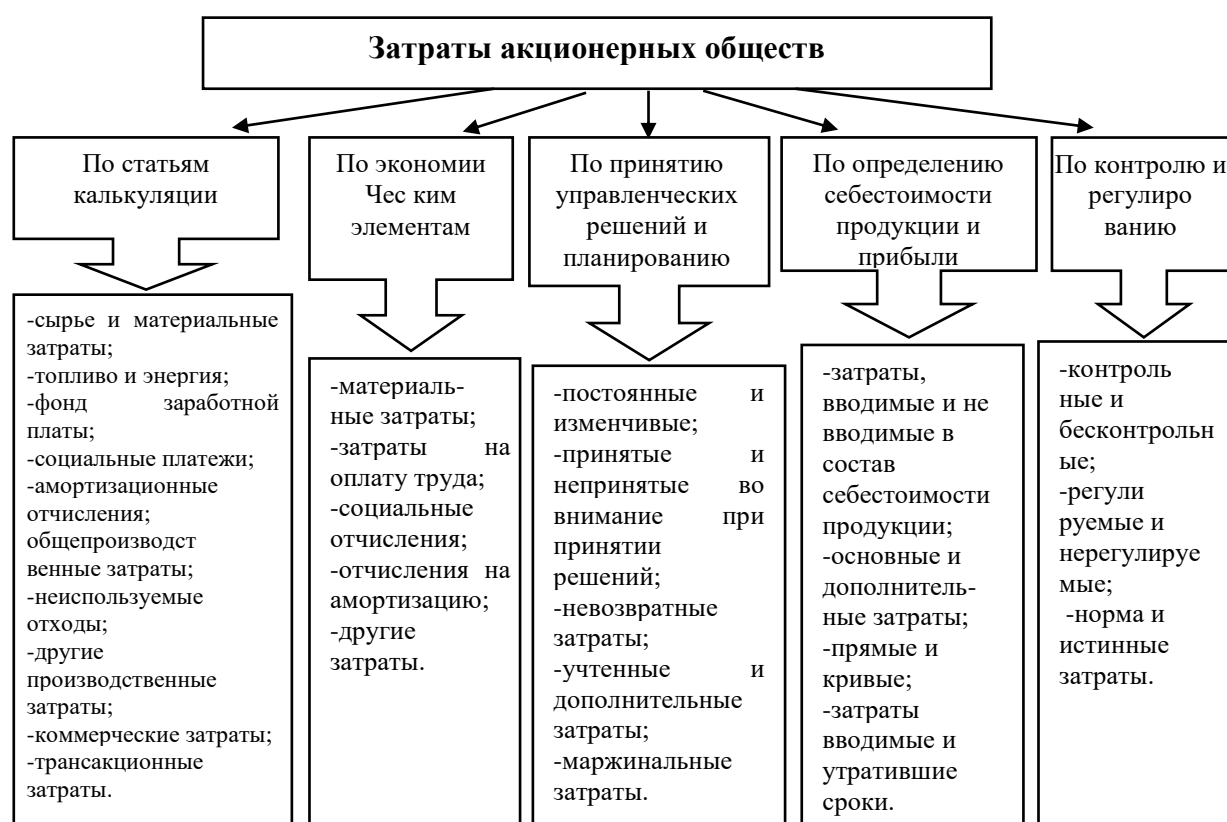 Затраты акционерных обществ
По статьям
калькуляции
-сырье и материальные
затраты;
-топливо и энергия;
-фонд заработной
платы;
-социальные платежи;
-амортизационные
отчисления;
общепроизводст
венные затраты;
-неиспользуемые
отходы;
-другие
производственные
затраты;
-коммерческие затраты;
-трансакционные
затраты.
По экономии
Чес ким
элементам
-материаль-
ные затраты;
-затраты на
оплату труда;
-социальные
отчисления;
-отчисления на
амортизацию;
-другие
затраты.
По принятию
управленческих
решений и
планированию
-постоянные и
изменчивые;
-принятые и
непринятые во
внимание при
принятии
решений;
-невозвратные
затраты;
-учтенные и
дополнительные
затраты;
-маржинальные
затраты.
По определению
себестоимости
продукции и
прибыли
-затраты,
вводимые и не
вводимые в
состав
себестоимости
продукции;
-основные и
дополнитель-
ные затраты;
-прямые и
кривые;
-затраты
вводимые и
утратившие
сроки.
По контролю и
регулиро
ванию
-контроль
ные и
бесконтрольн
ые;
-регули
руемые и
нерегулируе
мые;
-норма и
истинные
затраты.